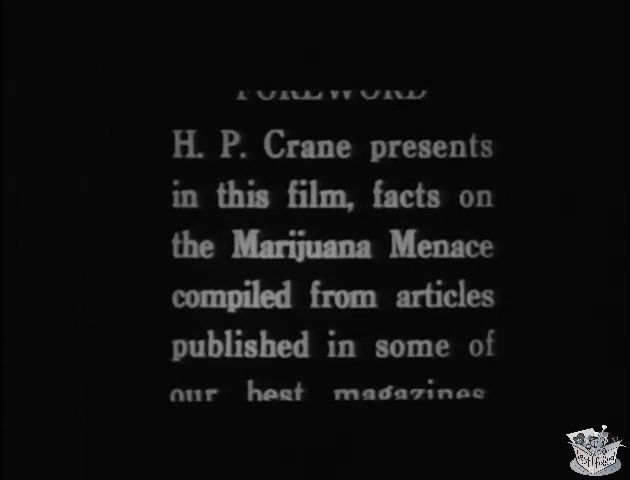 FOREWORD
H. P. Crane presents
in this film, facts on
the Marijuana Menace
compiled from articles
published in some of
our best magazines,